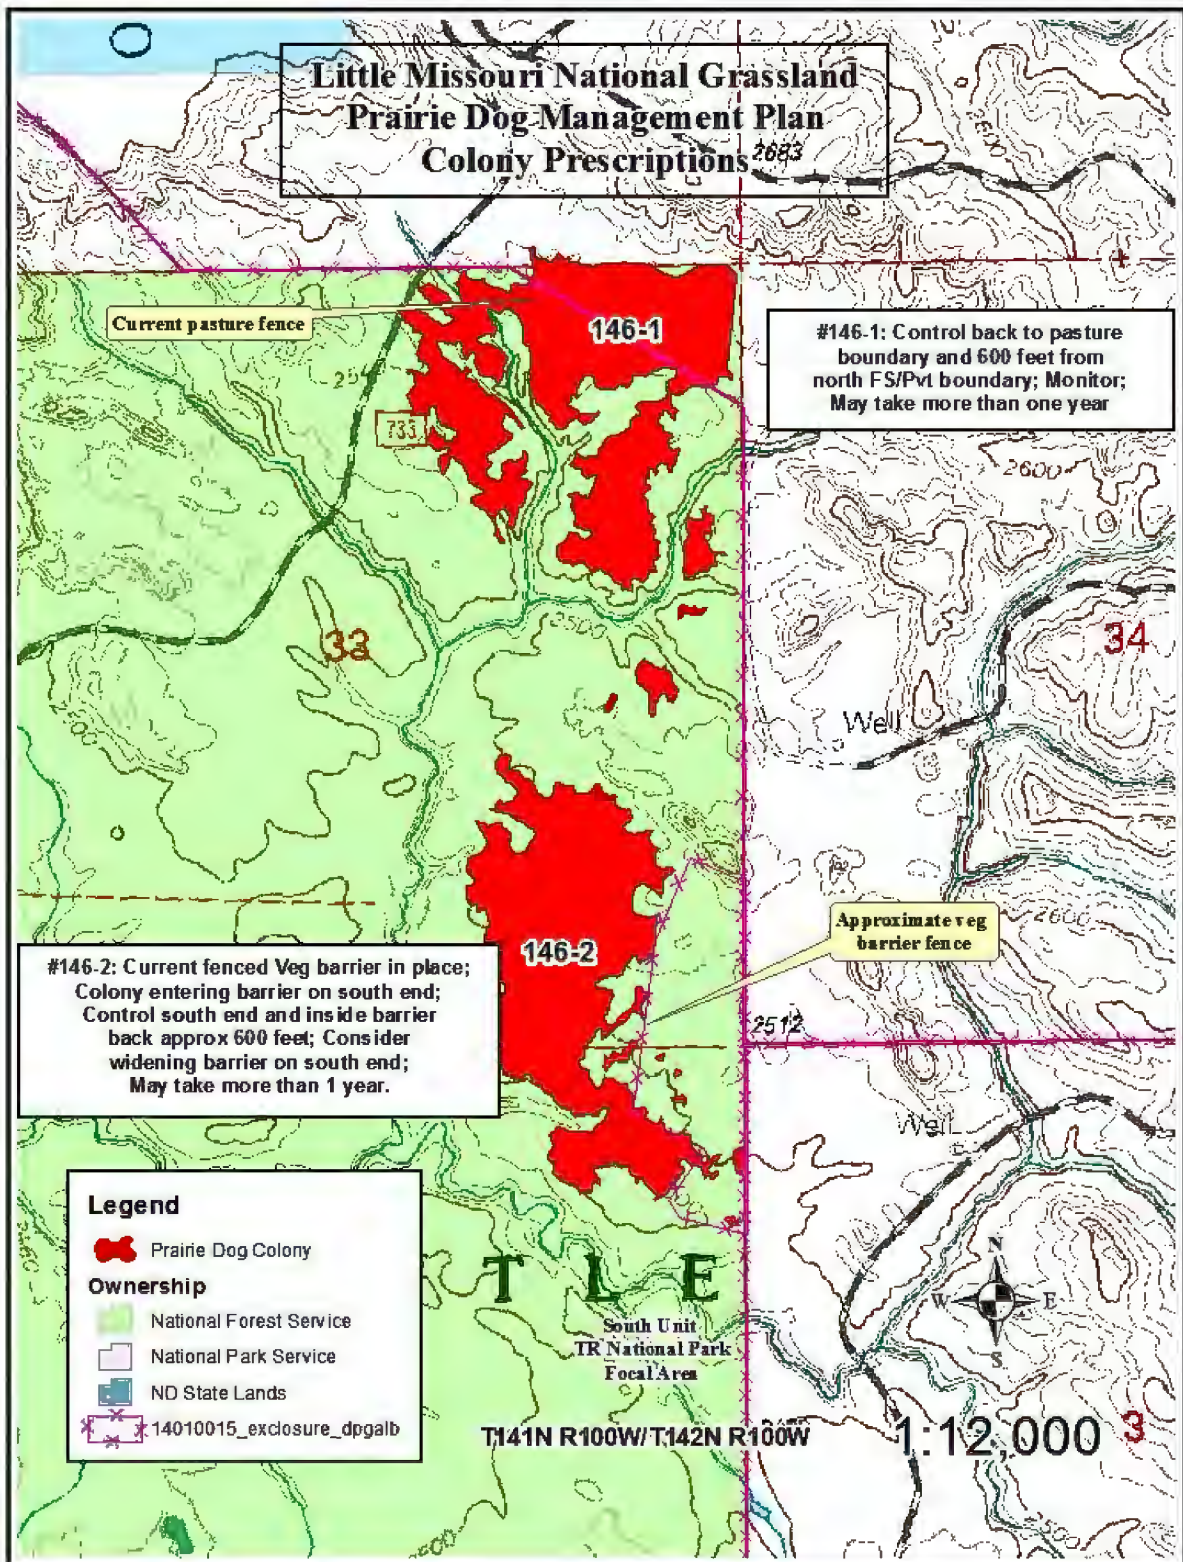 Little Missouri National Grassland
Prairie Dog Management Plan
Colony Prescriptions
2683
Current pasture fence
146-1
#146-1: Control back to pasture
boundary and 600 feet from
north FS/Pvt boundary; Monitor;
May take more than one year
733
2600
2500
33
34
Well
146-2
Approximate veg
barrier fence
2600
#146-2: Current fenced Veg barrier in place;
Colony entering barrier on south end;
Control south end and inside barrier
back approx 600 feet; Consider
widening barrier on south end;
May take more than 1 year.
2512
Well
Legend
Prairie Dog Colony
Ownership
National Forest Service
National Park Service
ND State Lands
14010015_exclosure_dpgalb
T L E
South Unit
TR National Park
Focal Area
N
W E
S
T141N R100W/T142N R100W
1:12,000
3
2500